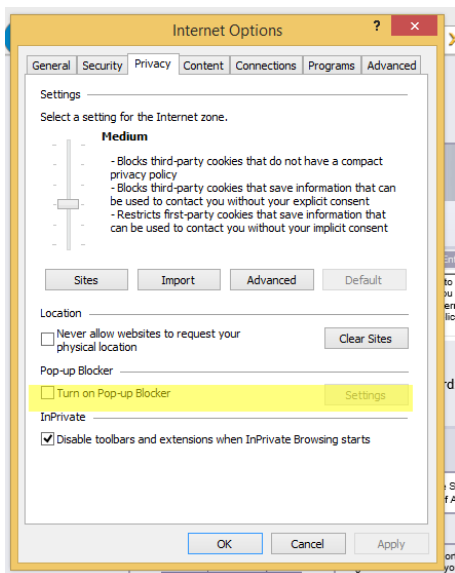 Internet Options
?
×
General Security Privacy Content Connections Programs Advanced
Settings
Select a setting for the Internet zone.
Medium
- Blocks third-party cookies that do not have a compact
privacy policy
- Blocks third-party cookies that save information that can
be used to contact you without your explicit consent
- Restricts first-party cookies that save information that
can be used to contact you without your implicit consent
Sites Import Advanced Default
Location
Never allow websites to request your
physical location
Clear Sites
Pop-up Blocker
Turn on Pop-up Blocker Settings
InPrivate
Disable toolbars and extensions when InPrivate Browsing starts
OK Cancel Apply